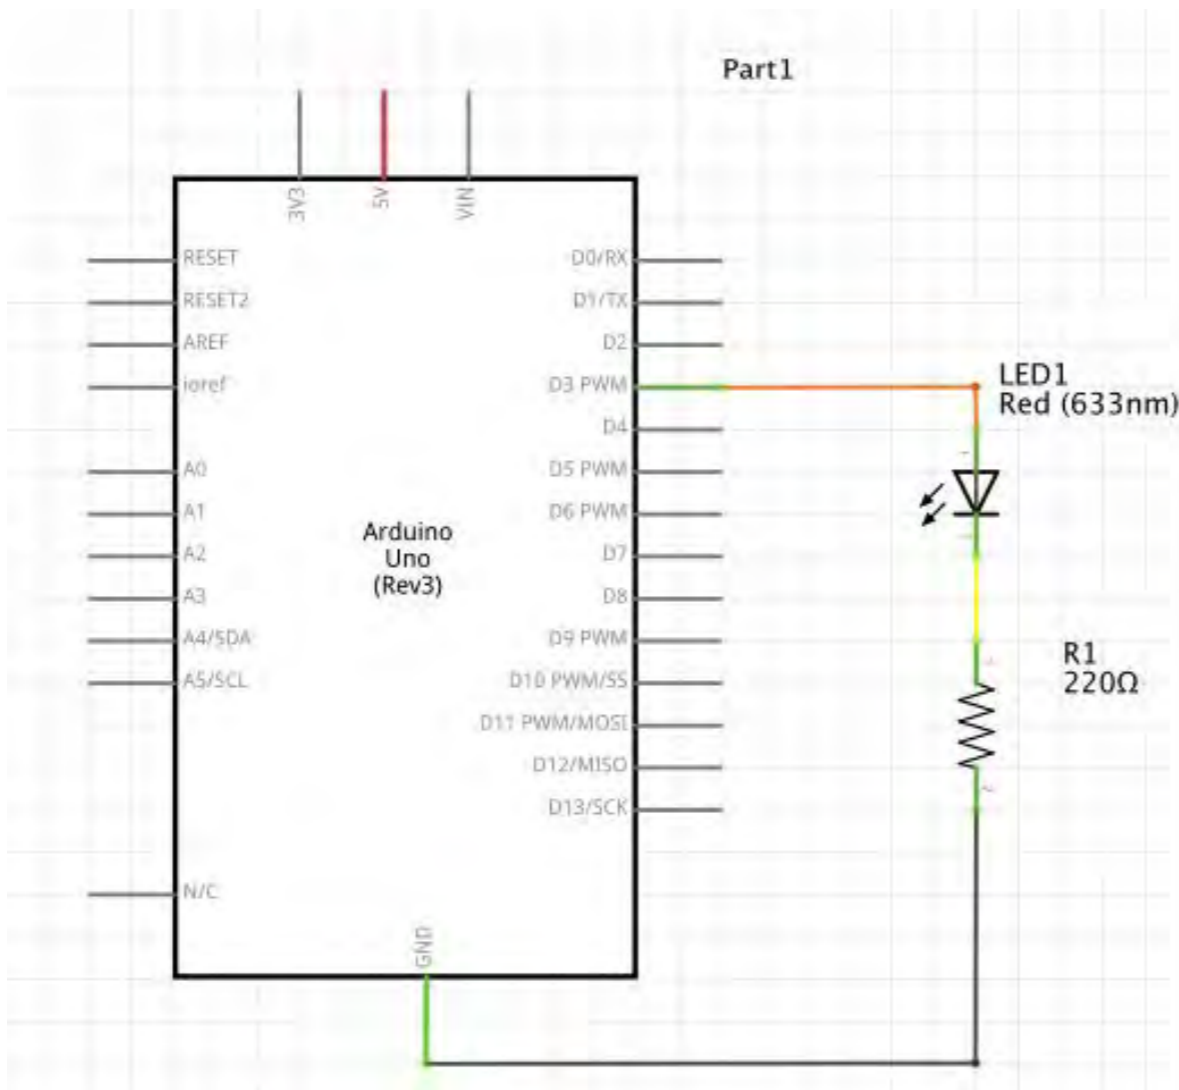 Part1
3V3
5V
VIN
RESET
RESET2
AREF
ioref
A0
A1
A2
A3
A4/SDA
A5/SCL
N/C
Arduino
Uno
(Rev3)
D0/RX
D1/TX
D2
D3 PWM
D4
D5 PWM
D6 PWM
D7
D8
D9 PWM
D10 PWM/SS
D11 PWM/MOSI
D12/MISO
D13/SCK
GND
LED1
Red (633nm)
R1
220Ω